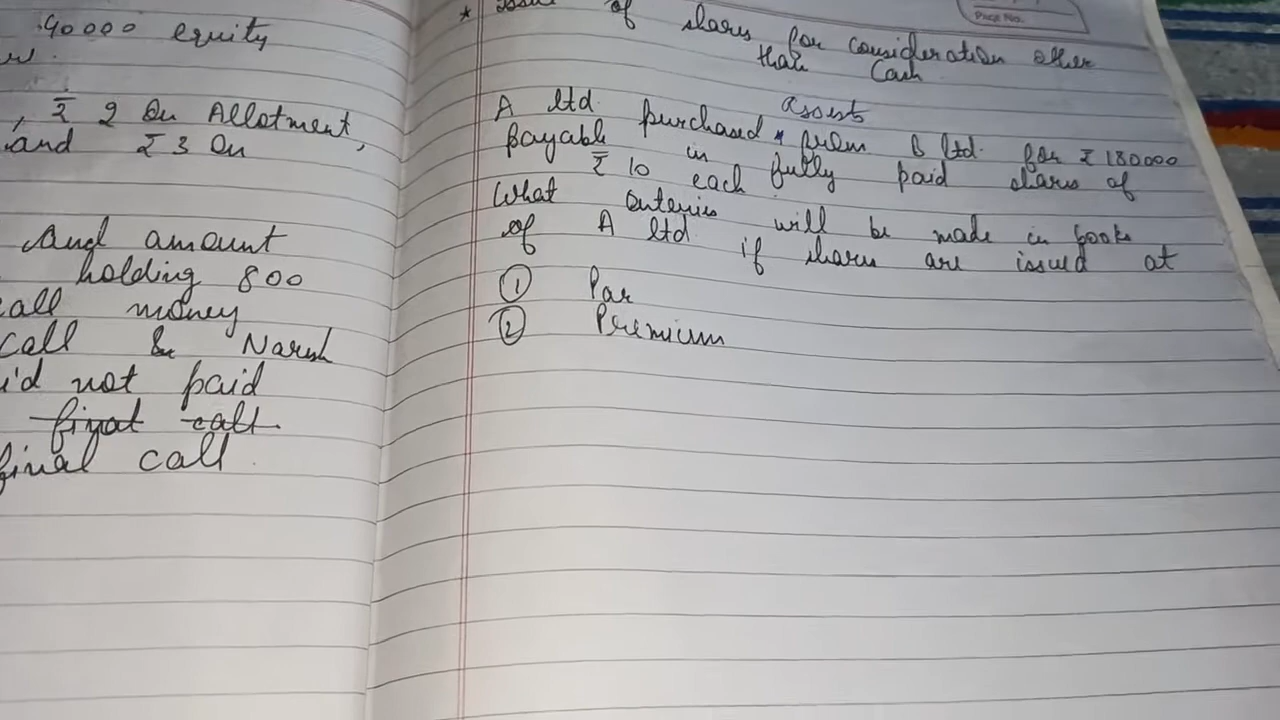 40000 equity
₹ 2 On Allotment,
and ₹ 3 On
And amount
holding 800
call money
call & Narsh
did not paid
final call
final call
Page No.
* Issue of shares for consideration other
than Cash
A ltd. purchased assets from B ltd. for ₹ 180000
payable in fully paid shares of
₹ 10 each
What enteries will be made in books
of A ltd if shares are issued at
① Par
② Premium